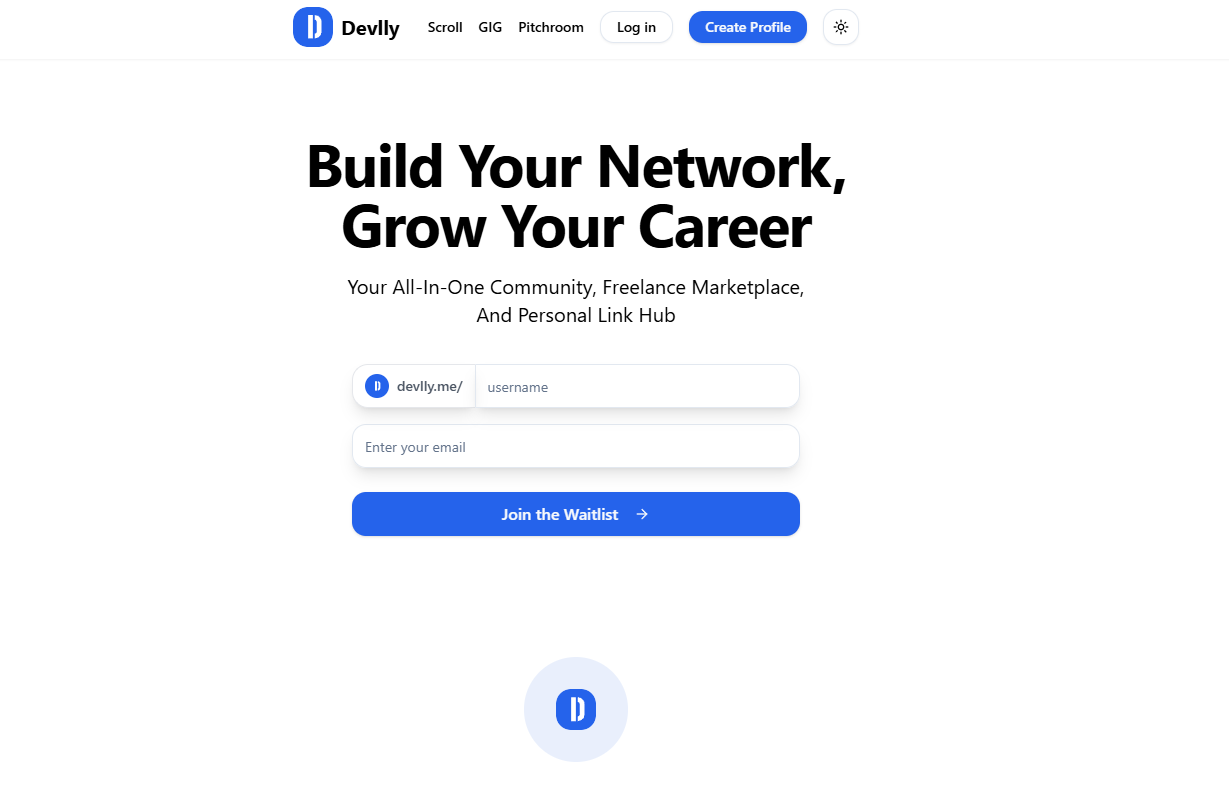 Devlly Scroll GIG Pitchroom Log in Create Profile
Build Your Network,
Grow Your Career
Your All-In-One Community, Freelance Marketplace,
And Personal Link Hub
devlly.me/ username
Enter your email
Join the Waitlist →